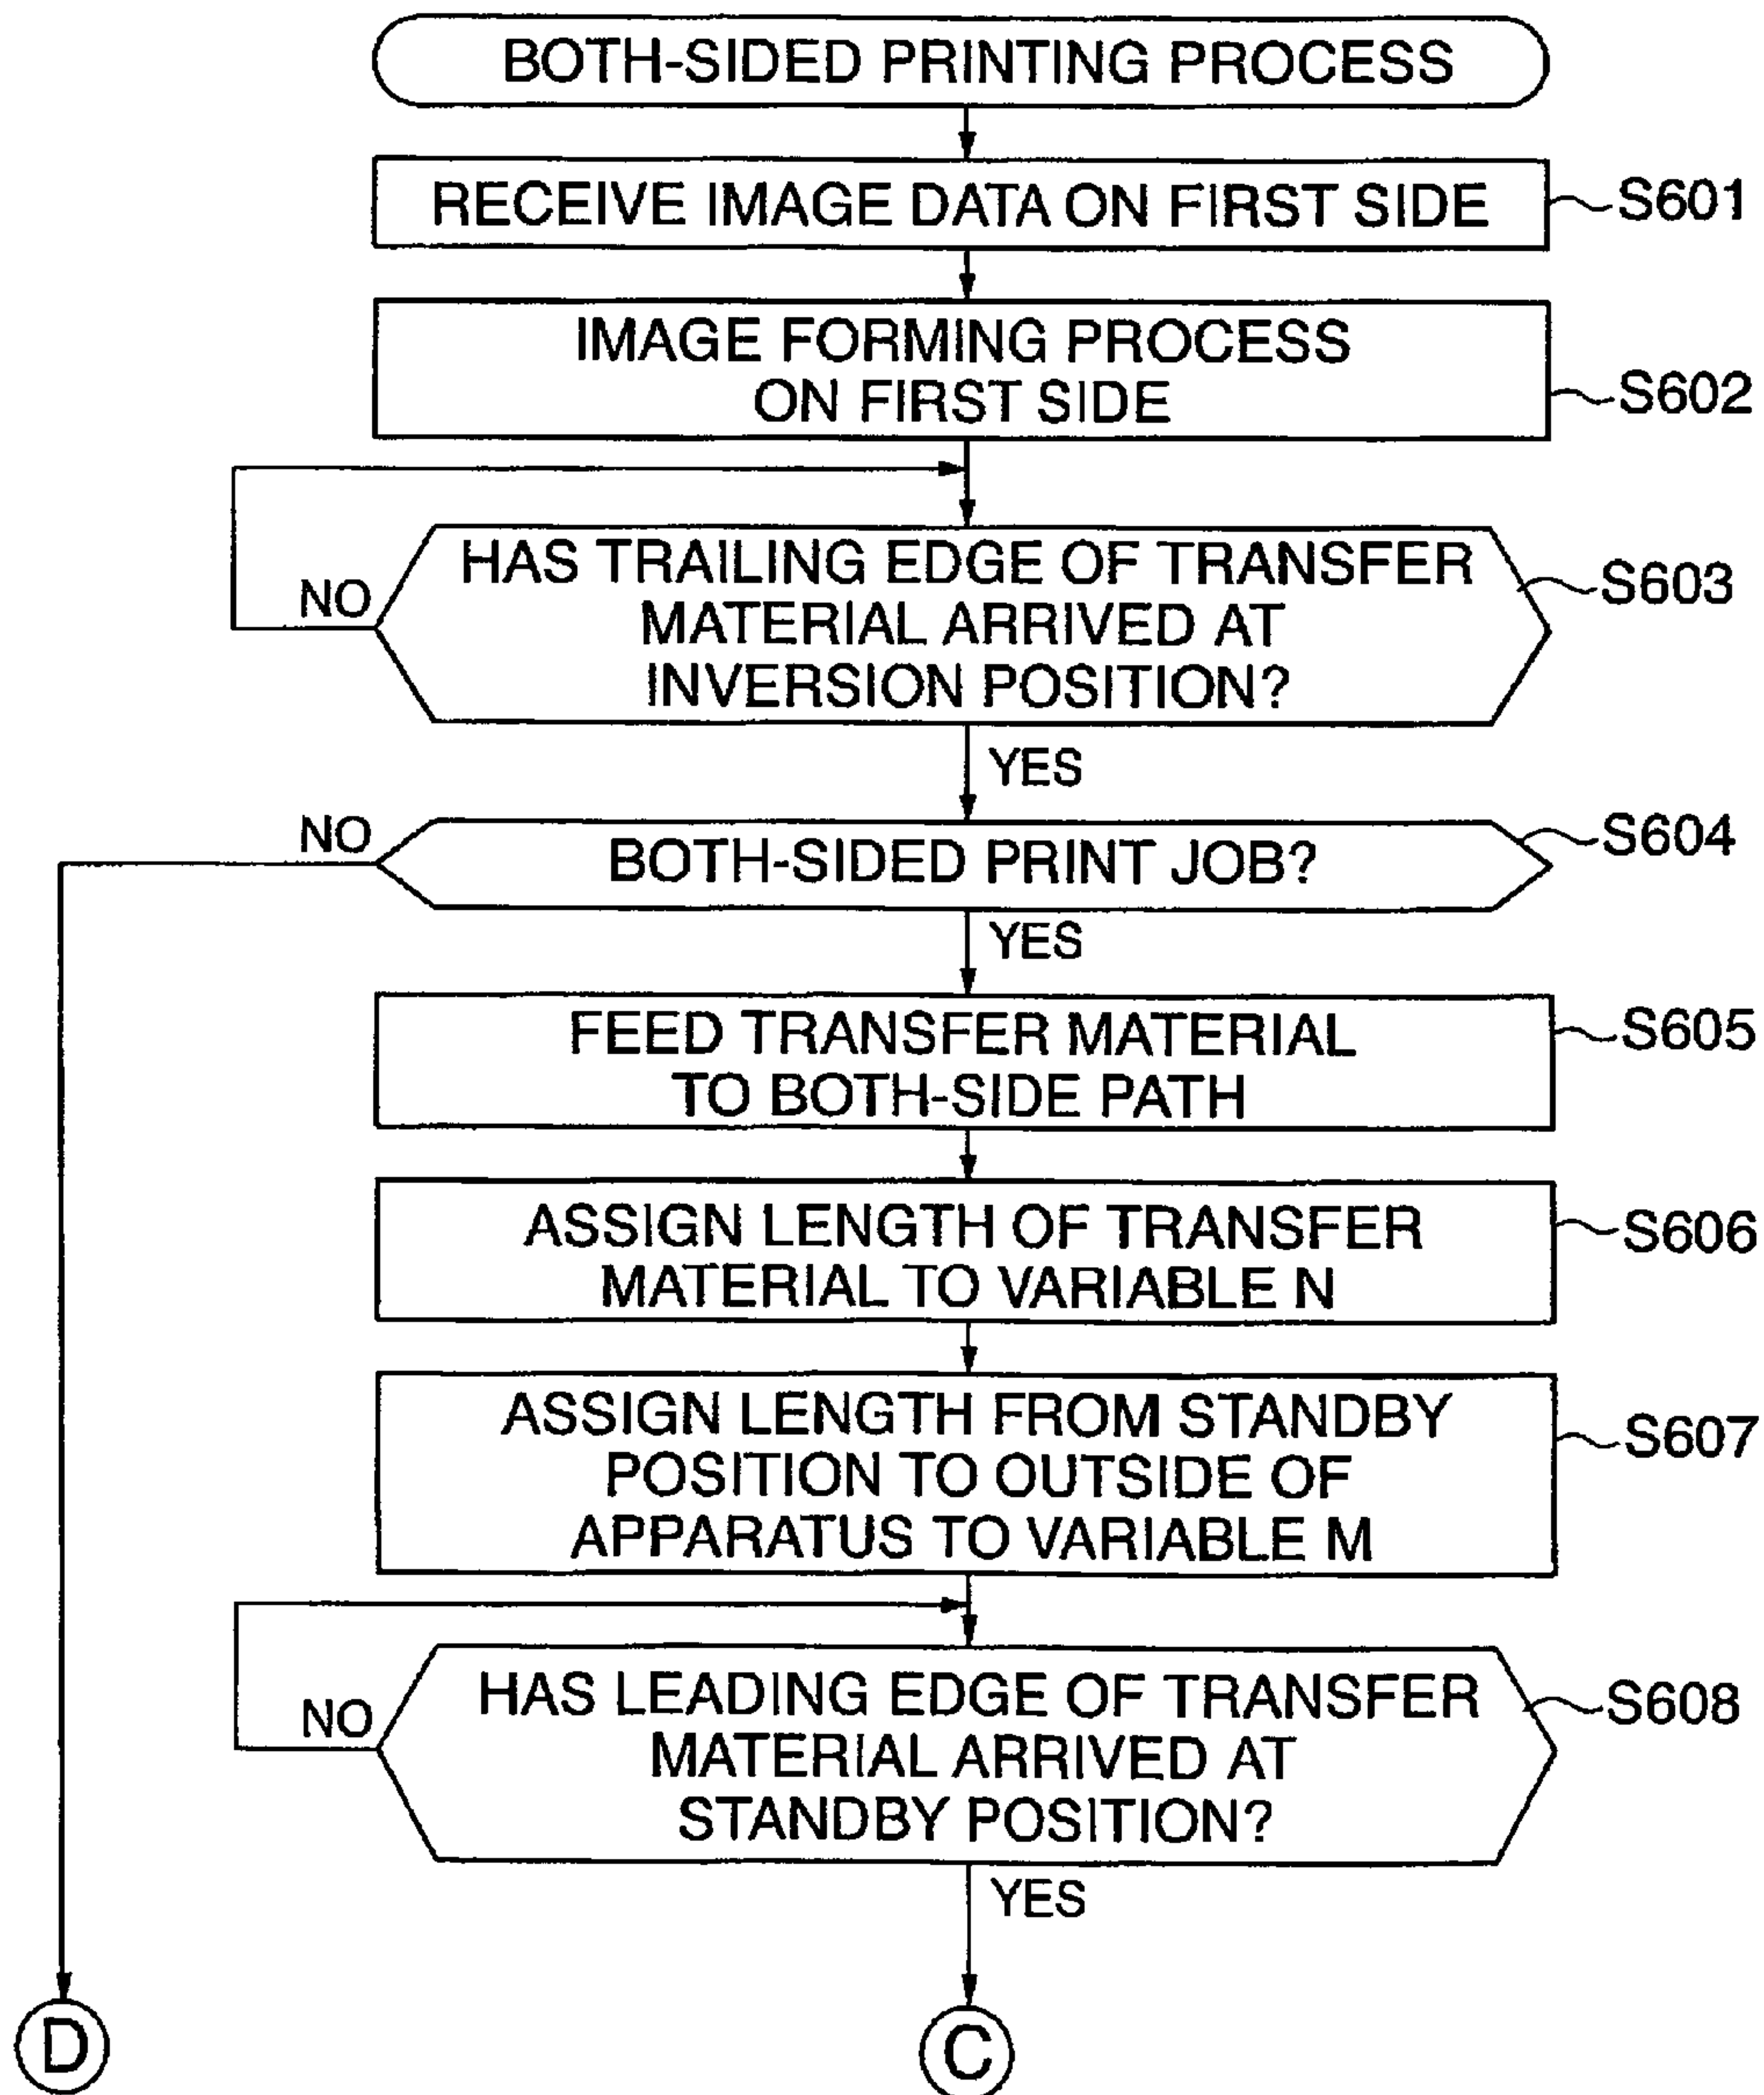 BOTH-SIDED PRINTING PROCESS
RECEIVE IMAGE DATA ON FIRST SIDE
S601
IMAGE FORMING PROCESS
ON FIRST SIDE
S602
HAS TRAILING EDGE OF TRANSFER
MATERIAL ARRIVED AT
INVERSION POSITION?
S603
NO
YES
BOTH-SIDED PRINT JOB?
S604
NO
YES
FEED TRANSFER MATERIAL
TO BOTH-SIDE PATH
S605
ASSIGN LENGTH OF TRANSFER
MATERIAL TO VARIABLE N
S606
ASSIGN LENGTH FROM STANDBY
POSITION TO OUTSIDE OF
APPARATUS TO VARIABLE M
S607
HAS LEADING EDGE OF TRANSFER
MATERIAL ARRIVED AT
STANDBY POSITION?
S608
NO
YES
D
C